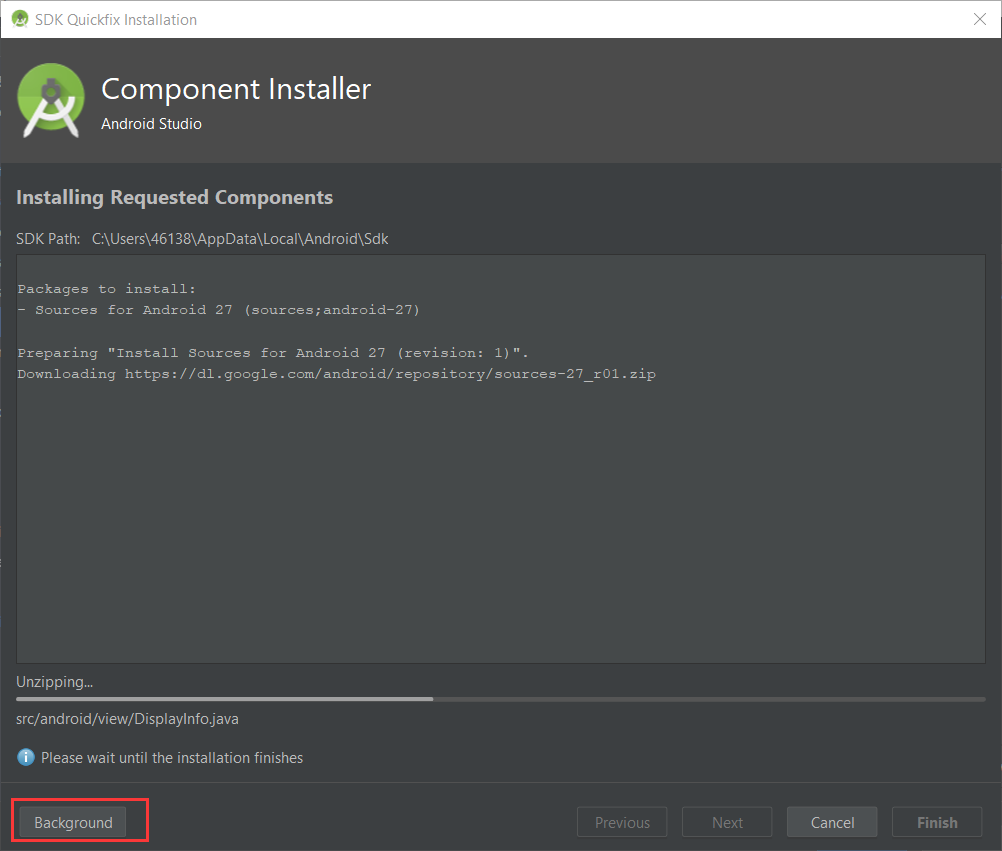 SDK Quickfix Installation
Component Installer
Android Studio
Installing Requested Components
SDK Path: C:\Users\46138\AppData\Local\Android\Sdk
Packages to install:
- Sources for Android 27 (sources;android-27)
Preparing "Install Sources for Android 27 (revision: 1)".
Downloading https://dl.google.com/android/repository/sources-27_r01.zip
Unzipping...
src/android/view/DisplayInfo.java
Please wait until the installation finishes
Background Previous Next Cancel Finish